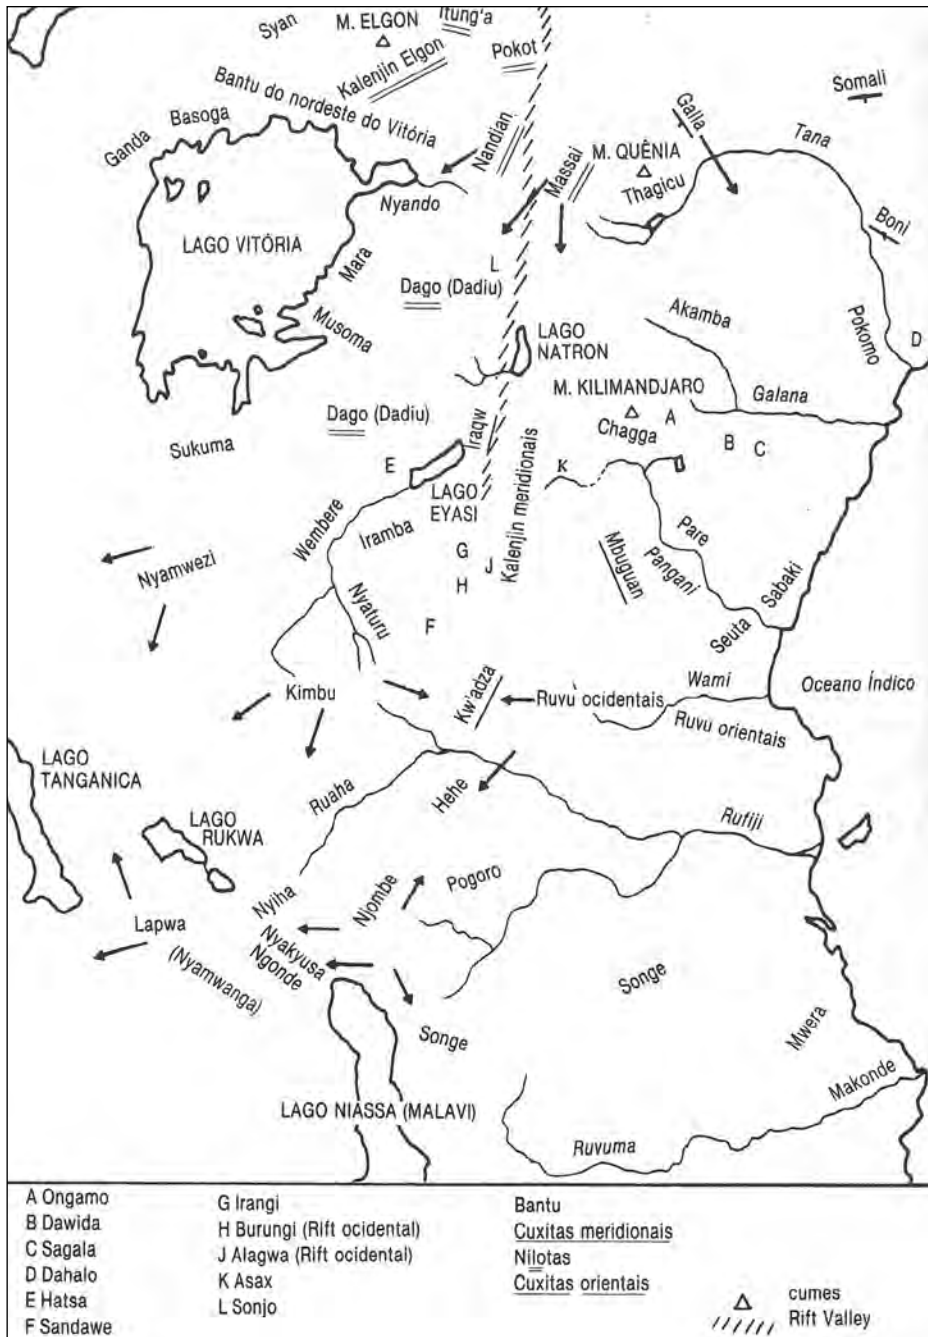 Syan
M. ELGON
Itung'a
Kalenjin Elgon
Pokot
Bantu do nordeste do Vitória
Somali
Galla
Basoga
Ganda
Nandian
Massai
M. QUÊNIA
Thagicu
Tana
Nyando
Boni
LAGO VITÓRIA
Mara
L
Dago (Dadiu)
Musoma
Akamba
Pokomo
D
LAGO
NATRON
M. KILIMANDJARO
Galana
Dago (Dadiu)
Iraqw
Chagga
A
B
C
Sukuma
E
K
LAGO
EYASI
Kalenjin meridionais
Wembere
Iramba
Pare
G
J
H
Mbuguan
Pangani
Sabaki
Nyamwezi
Nyaturu
F
Seuta
Kimbu
Kw'adza
Ruvu ocidentais
Wami
Oceano Índico
Ruvu orientais
LAGO
TANGANICA
LAGO
RUKWA
Ruaha
Hehe
Rufiji
Nyiha
Njombe
Pogoro
Lapwa
Nyakyusa
Ngonde
(Nyamwanga)
Songe
Songe
Mwera
Makonde
LAGO NIASSA (MALAVI)
Ruvuma
A Ongamo
B Dawida
C Sagala
D Dahalo
E Hatsa
F Sandawe
G Irangi
H Burungi (Rift ocidental)
J Alagwa (Rift ocidental)
K Asax
L Sonjo
Bantu
Cuxitas meridionais
Nilotas
Cuxitas orientais
cumes
Rift Valley